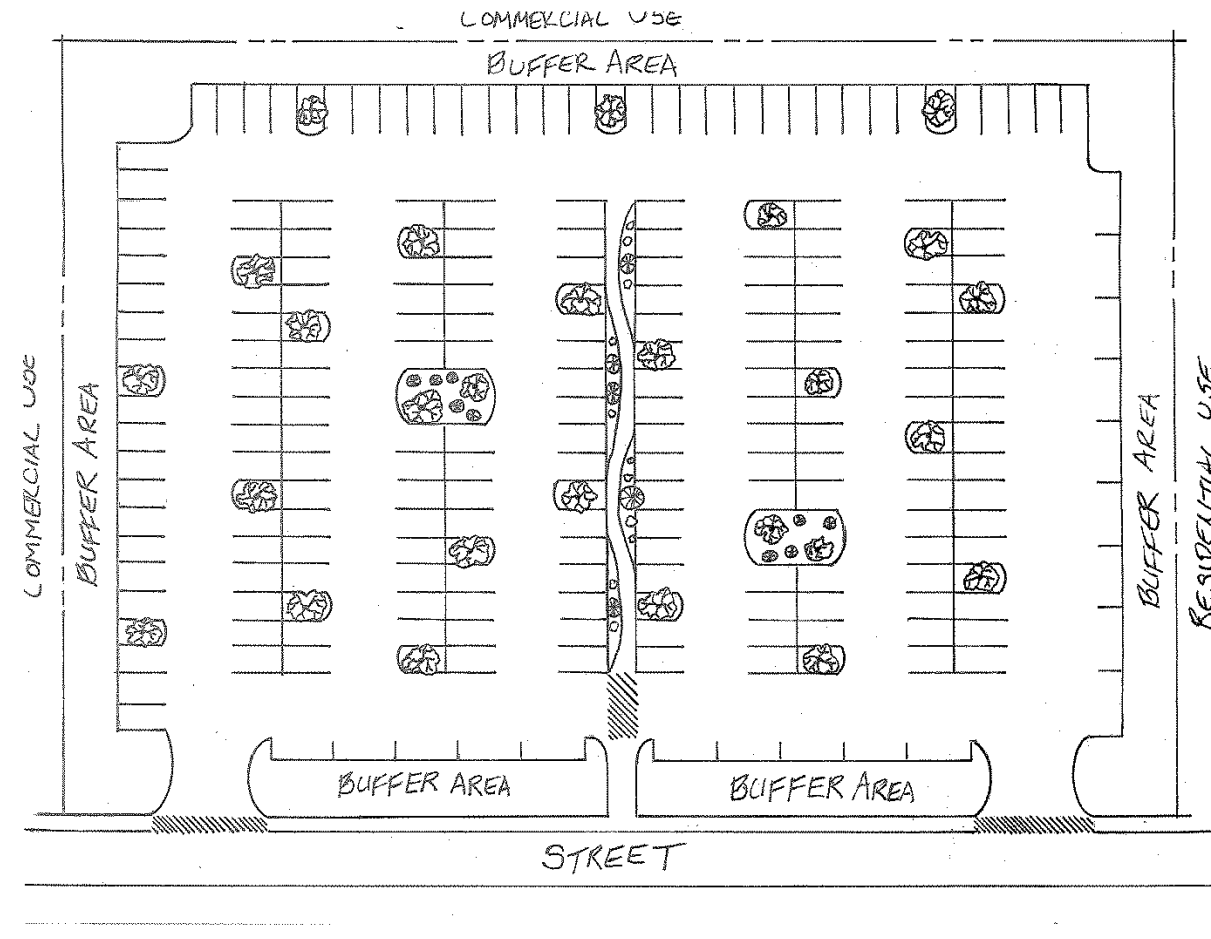 COMMERCIAL USE
BUFFER AREA
COMMERCIAL USE
BUFFER AREA
BUFFER AREA
RESIDENTIAL USE
BUFFER AREA
BUFFER AREA
STREET